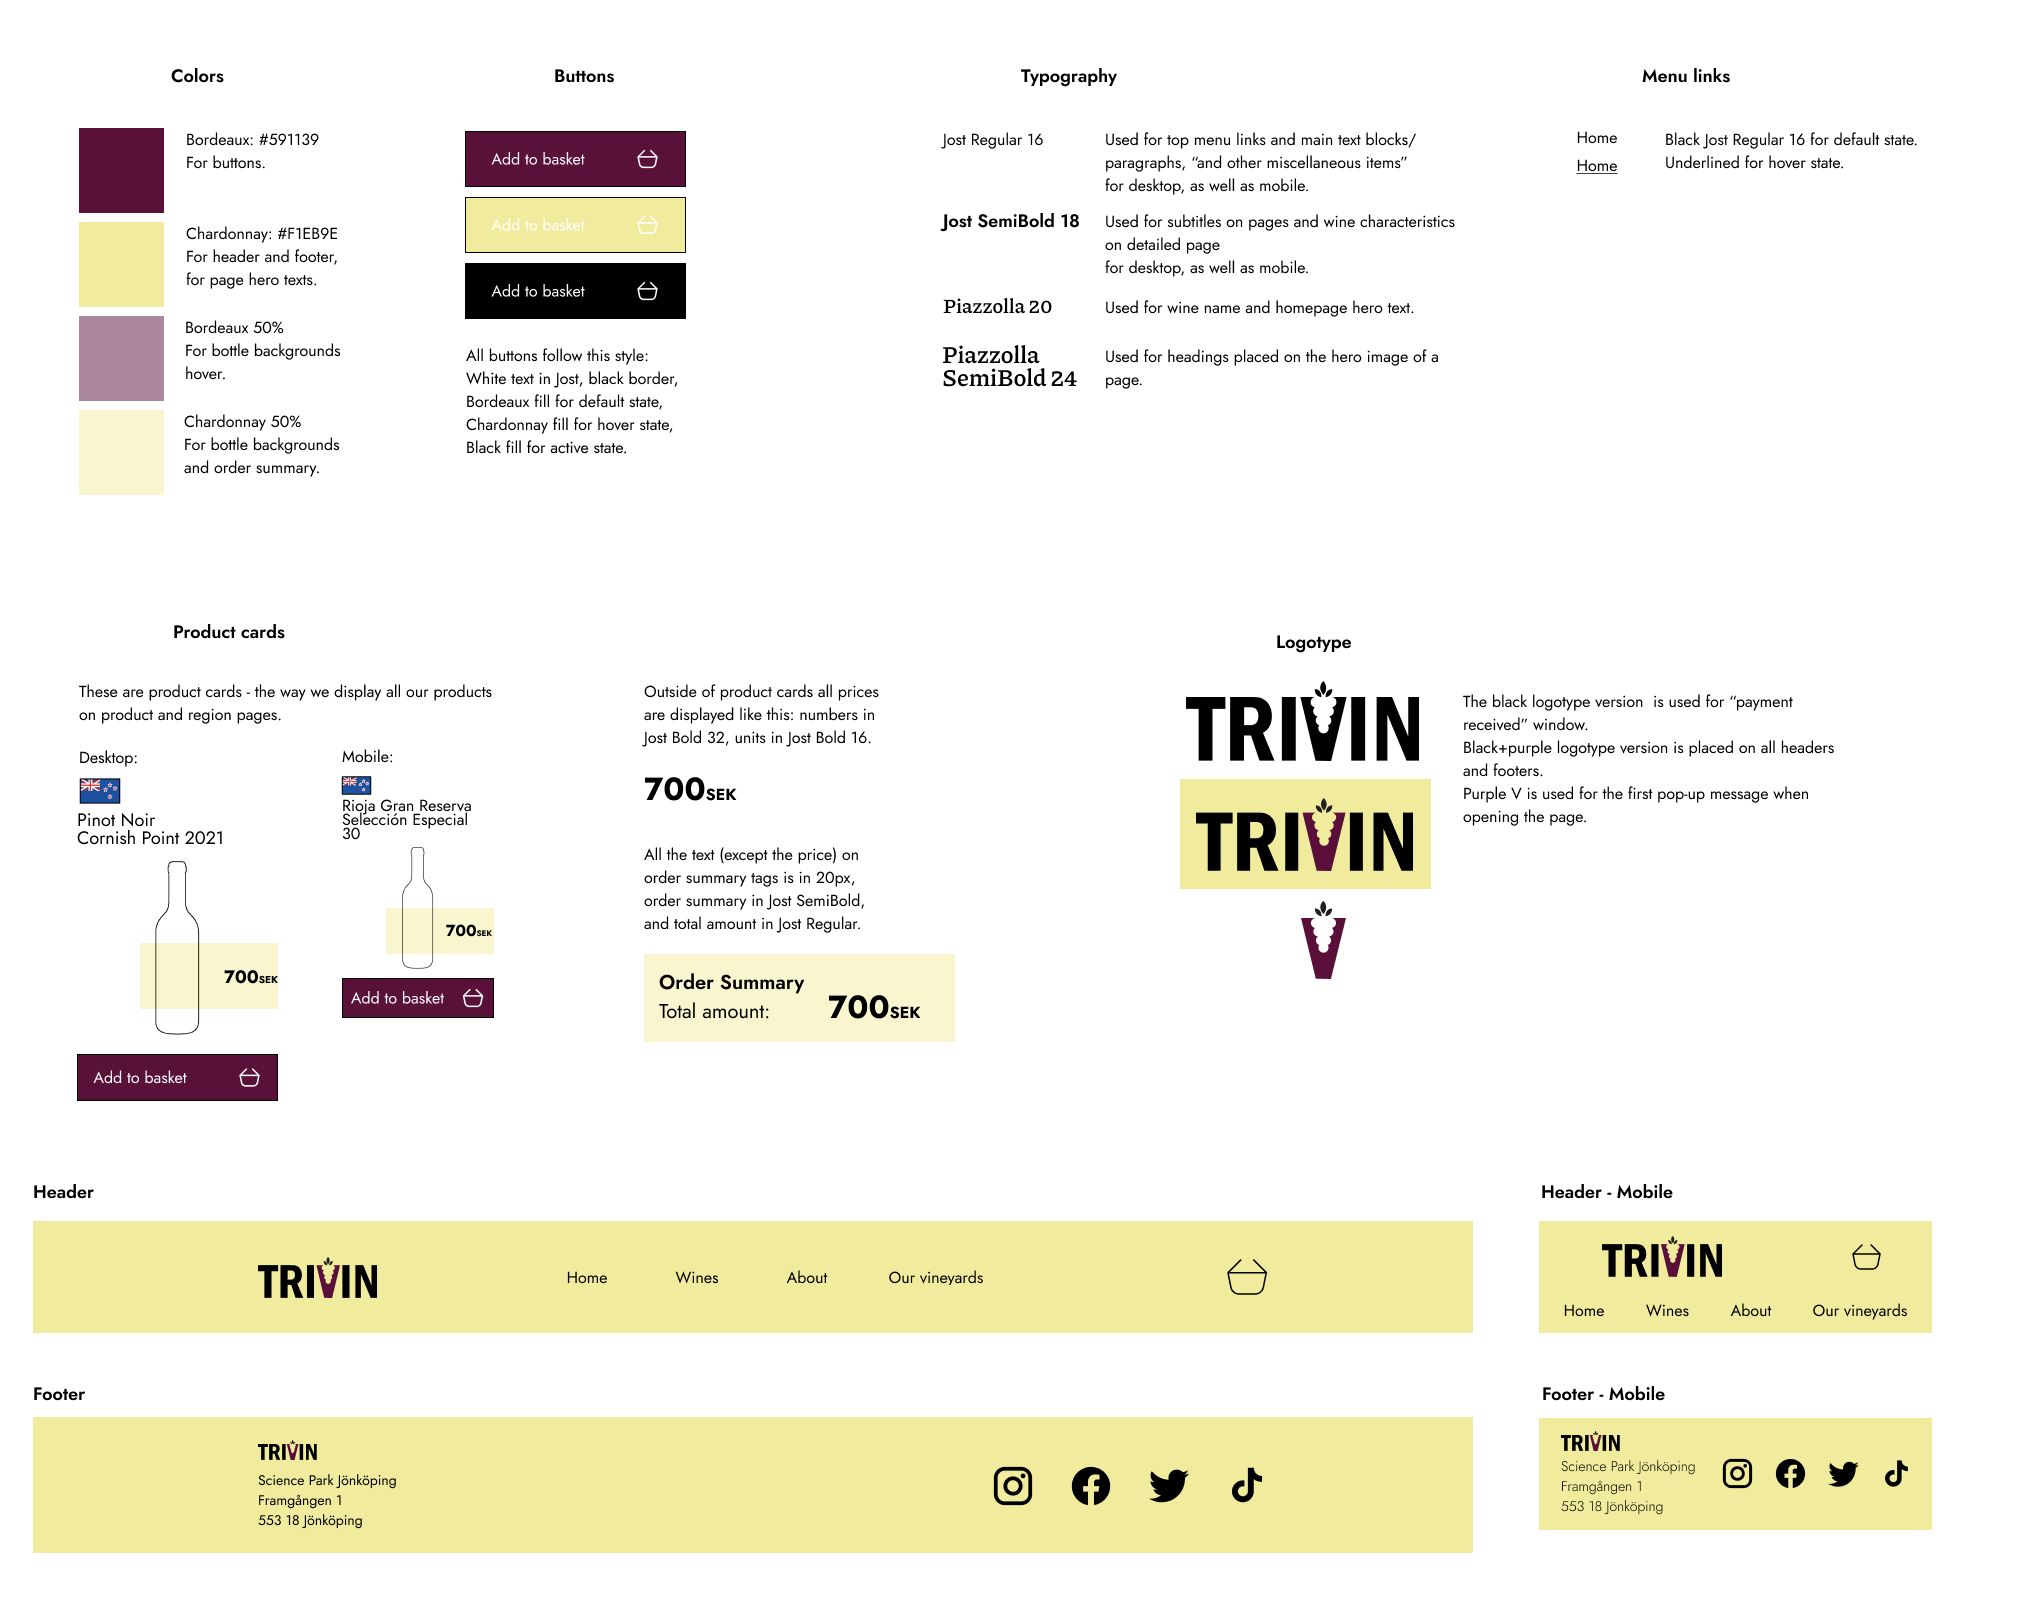 Colors
Bordeaux: #591139
For buttons.
Chardonnay: #F1EB9E
For header and footer,
for page hero texts.
Bordeaux 50%
For bottle backgrounds
hover.
Chardonnay 50%
For bottle backgrounds
and order summary.
Buttons
Add to basket
Add to basket
Add to basket
All buttons follow this style:
White text in Jost, black border,
Bordeaux fill for default state,
Chardonnay fill for hover state,
Black fill for active state.
Typography
Jost Regular 16
Used for top menu links and main text blocks/
paragraphs, “and other miscellaneous items”
for desktop, as well as mobile.
Jost SemiBold 18
Used for subtitles on pages and wine characteristics
on detailed page
for desktop, as well as mobile.
Piazzolla 20
Used for wine name and homepage hero text.
Piazzolla
SemiBold 24
Used for headings placed on the hero image of a
page.
Menu links
Home
Home
Black Jost Regular 16 for default state.
Underlined for hover state.
Product cards
These are product cards - the way we display all our products
on product and region pages.
Desktop:
Pinot Noir
Cornish Point 2021
700SEK
Add to basket
Mobile:
Rioja Gran Reserva
Selección Especial
30
700SEK
Add to basket
Outside of product cards all prices
are displayed like this: numbers in
Jost Bold 32, units in Jost Bold 16.
700SEK
All the text (except the price) on
order summary tags is in 20px,
order summary in Jost SemiBold,
and total amount in Jost Regular.
Order Summary
Total amount: 700SEK
Logotype
TRIVIN
TRIVIN
V
The black logotype version  is used for “payment
received” window.
Black+purple logotype version is placed on all headers
and footers.
Purple V is used for the first pop-up message when
opening the page.
Header
TRIVIN Home Wines About Our vineyards
Header - Mobile
TRIVIN
Home Wines About Our vineyards
Footer
TRIVIN
Science Park Jönköping
Framgången 1
553 18 Jönköping
Footer - Mobile
TRIVIN
Science Park Jönköping
Framgången 1
553 18 Jönköping